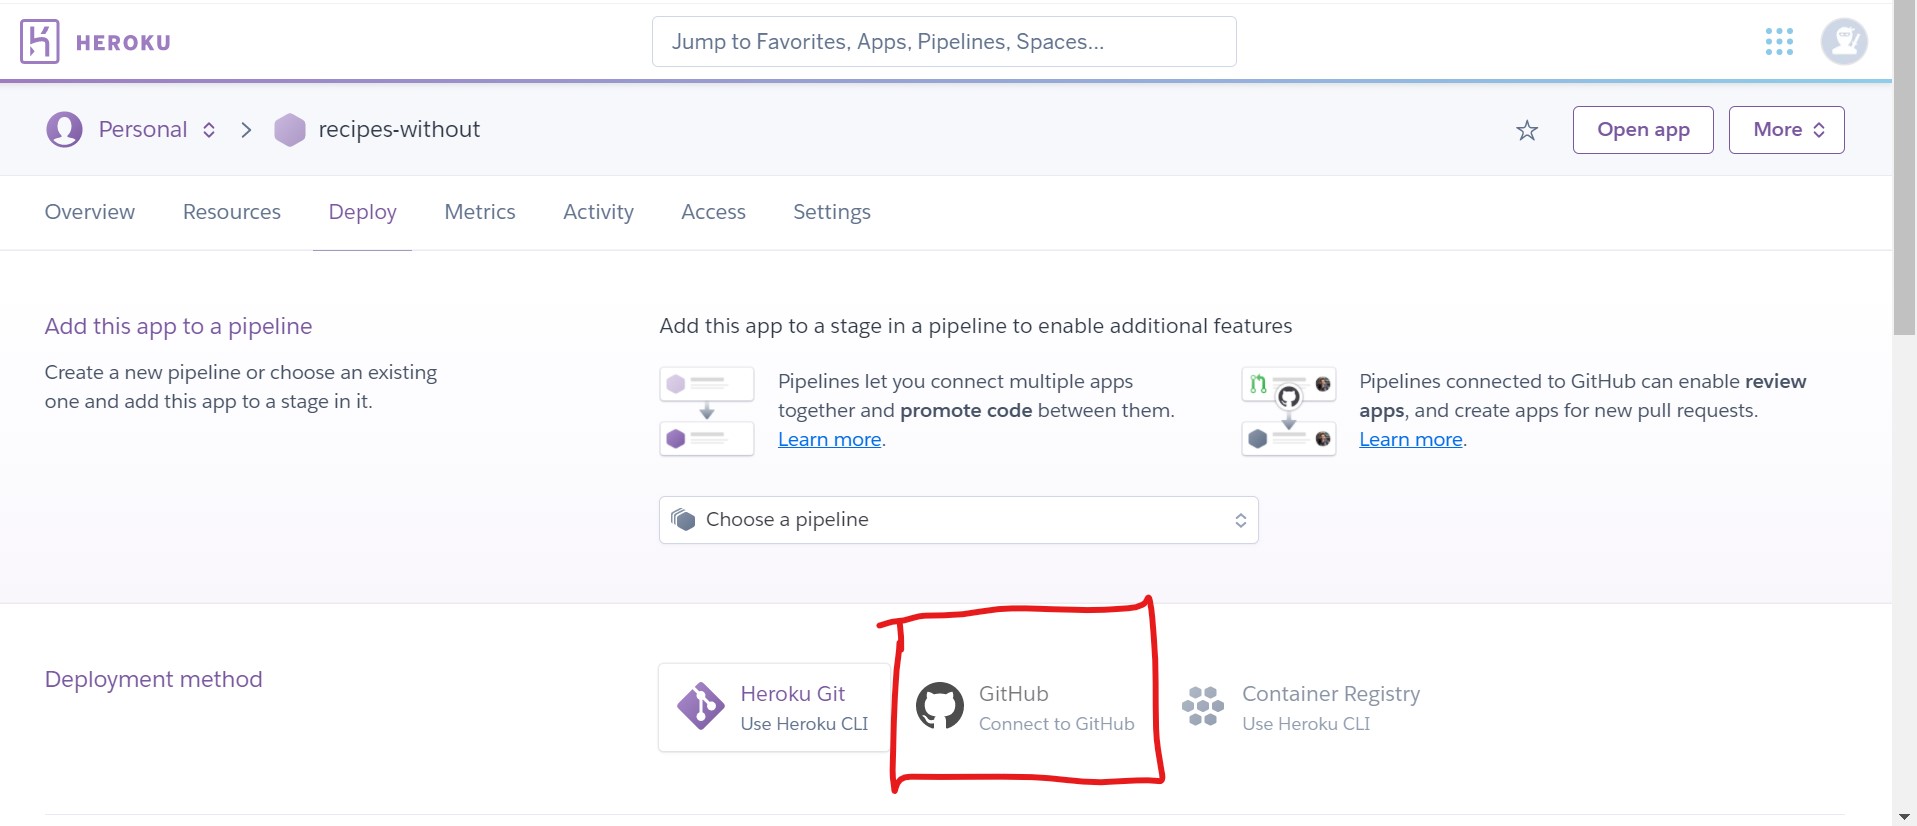 HEROKU
Jump to Favorites, Apps, Pipelines, Spaces...
Personal
recipes-without
Open app
More
Overview
Resources
Deploy
Metrics
Activity
Access
Settings
Add this app to a pipeline
Create a new pipeline or choose an existing
one and add this app to a stage in it.
Add this app to a stage in a pipeline to enable additional features
Pipelines let you connect multiple apps
together and promote code between them.
Learn more.
Pipelines connected to GitHub can enable review
apps, and create apps for new pull requests.
Learn more.
Choose a pipeline
Deployment method
Heroku Git
Use Heroku CLI
GitHub
Connect to GitHub
Container Registry
Use Heroku CLI